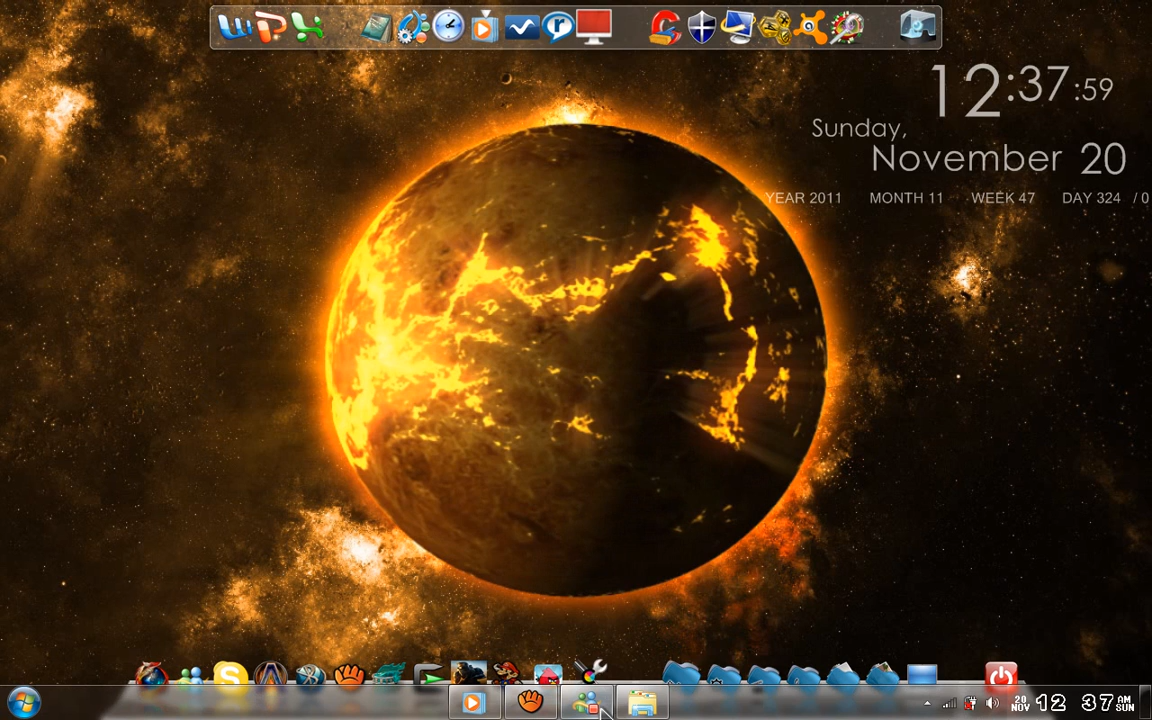 12:37:59
Sunday,
November 20
YEAR 2011 MONTH 11 WEEK 47 DAY 324 / 0
20 NOV 12 37 AM SUN